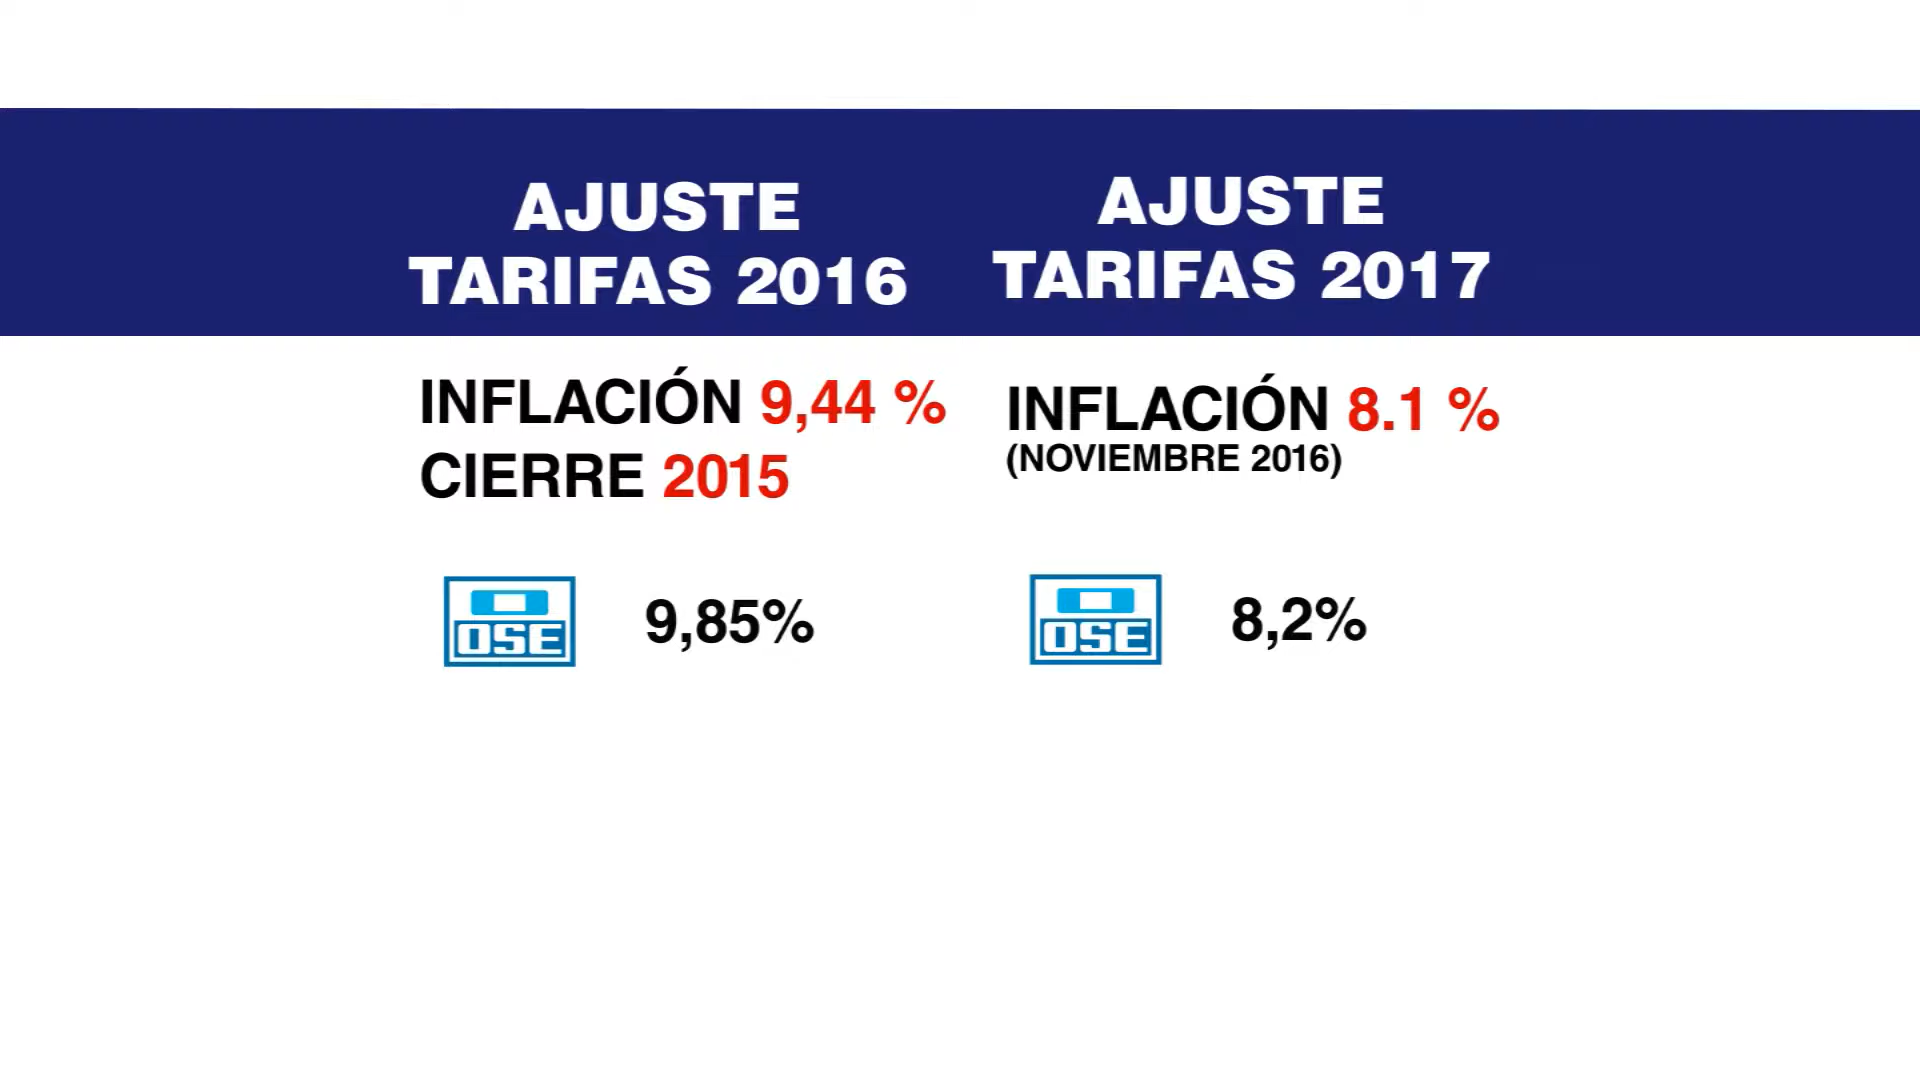 AJUSTE
TARIFAS 2016
AJUSTE
TARIFAS 2017
INFLACIÓN 9,44 %
CIERRE 2015
INFLACIÓN 8.1 %
(NOVIEMBRE 2016)
OSE 9,85%
OSE 8,2%